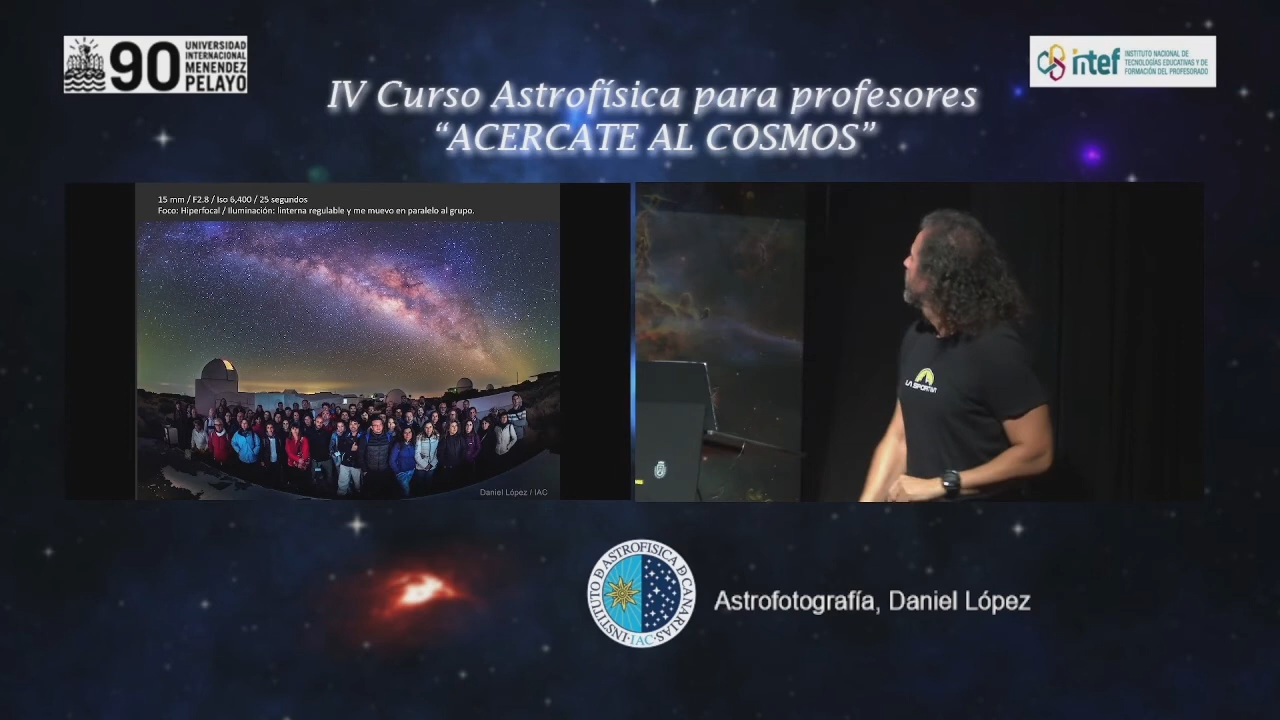 90
UNIVERSIDAD
INTERNACIONAL
MENENDEZ
PELAYO
intef
INSTITUTO NACIONAL DE
TECNOLOGÍAS EDUCATIVAS Y DE
FORMACIÓN DEL PROFESORADO
IV Curso Astrofísica para profesores
“ACERCATE AL COSMOS”
15 mm / F2.8 / Iso 6,400 / 25 segundos
Foco: Hiperfocal / Iluminación: linterna regulable y me muevo en paralelo al grupo.
Daniel López / IAC
LA SPORTIVA
INSTITUTO DE ASTROFISICA DE CANARIAS
·IAC·
Astrofotografía, Daniel López